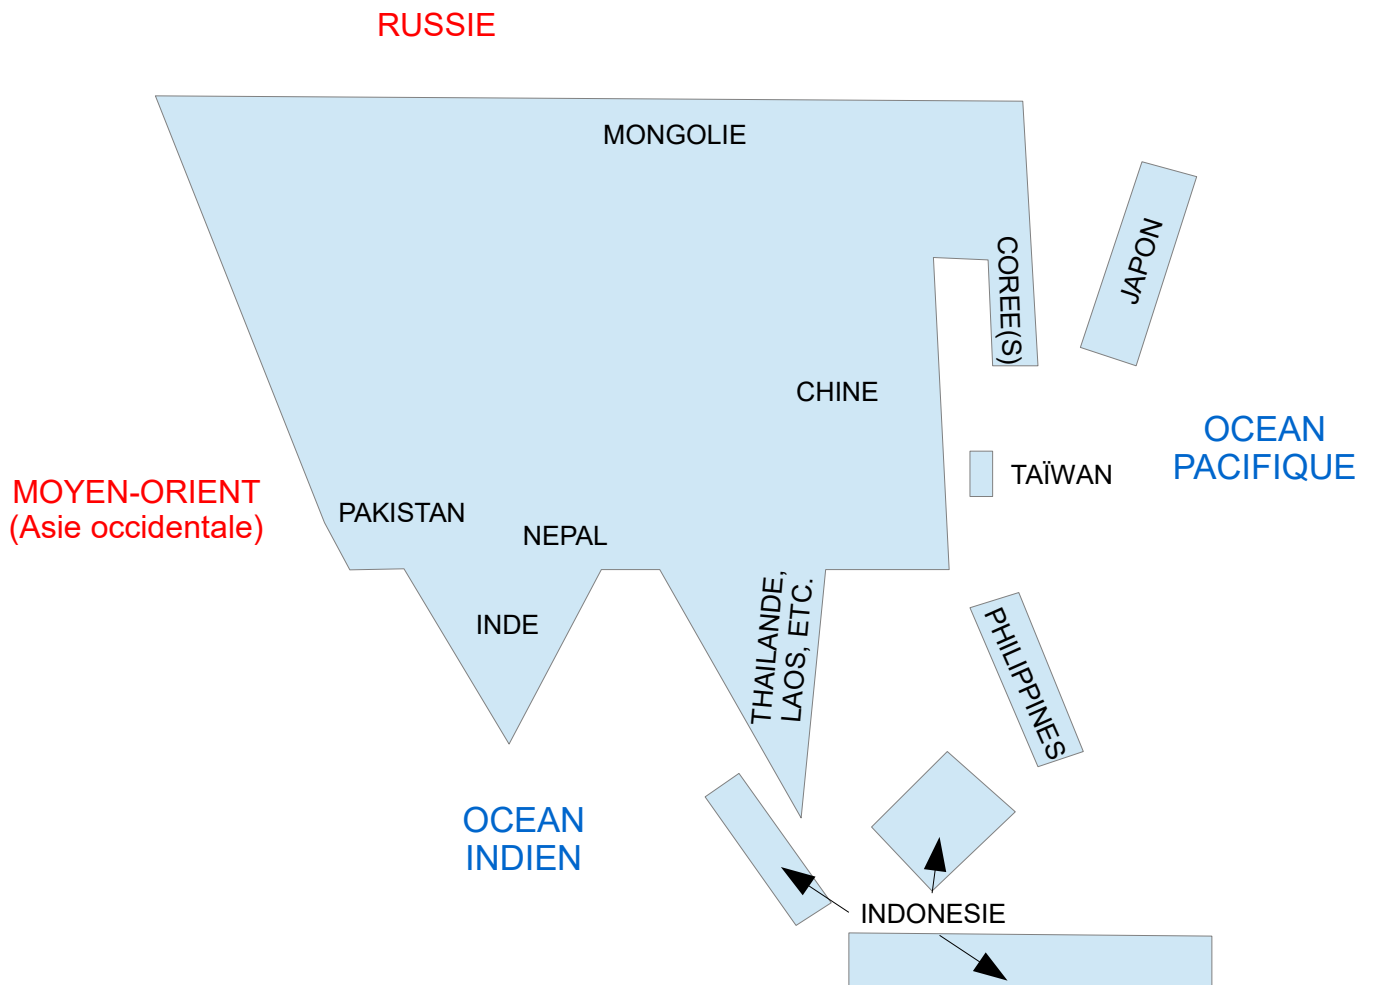 RUSSIE
MONGOLIE
JAPON
COREE(S)
CHINE
OCEAN
PACIFIQUE
TAÏWAN
MOYEN-ORIENT
(Asie occidentale)
PAKISTAN
NEPAL
INDE
THAILANDE,
LAOS, ETC.
PHILIPPINES
OCEAN
INDIEN
INDONESIE